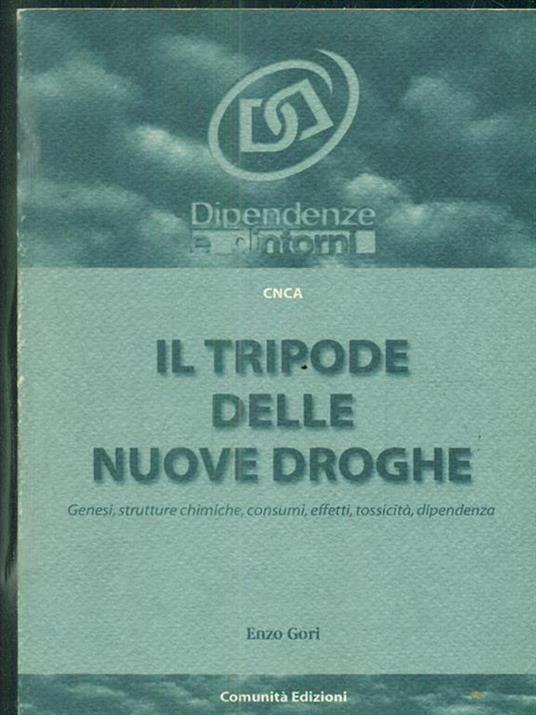 Dipendenze
e dintorni
CNCA
IL TRIPODE
DELLE
NUOVE DROGHE
Genesi, strutture chimiche, consumi, effetti, tossicità, dipendenza
Enzo Gori
Comunità Edizioni